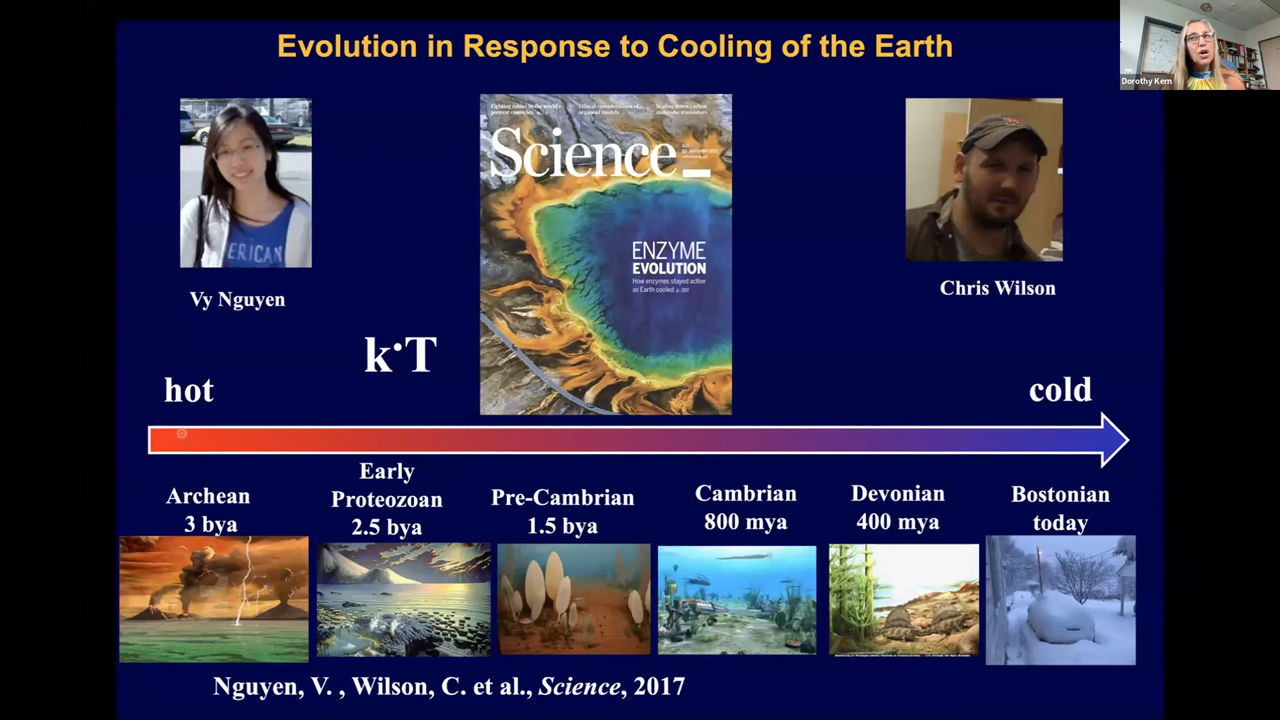 Evolution in Response to Cooling of the Earth
Dorothy Kern
Science
ENZYME
EVOLUTION
How enzymes stayed active
as Earth cooled
ERICAN
Vy Nguyen
Chris Wilson
k·T
hot
cold
Archean
3 bya
Early
Proteozoan
2.5 bya
Pre-Cambrian
1.5 bya
Cambrian
800 mya
Devonian
400 mya
Bostonian
today
Nguyen, V. , Wilson, C. et al., Science, 2017